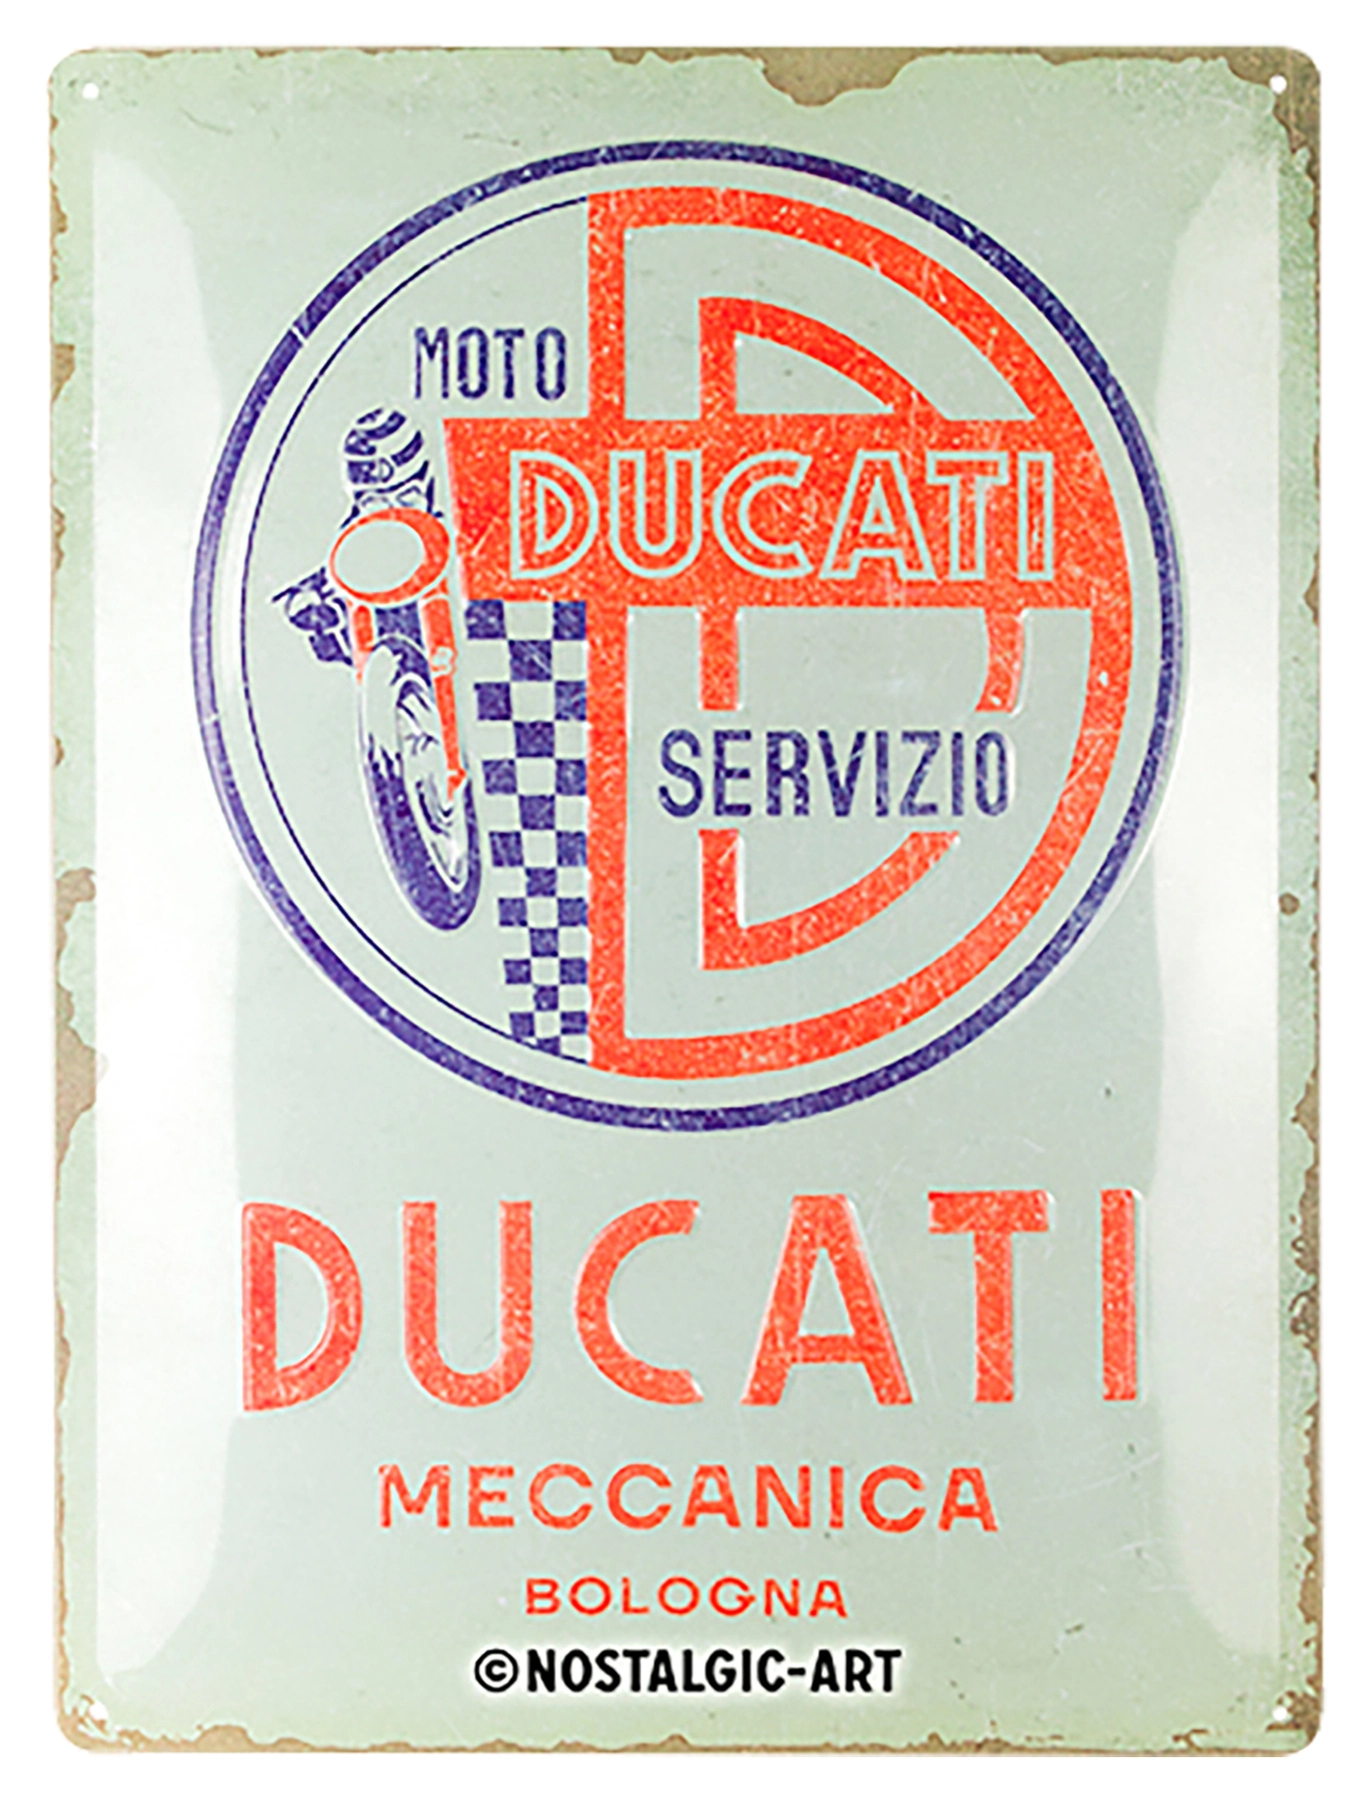 MOTO
DUCATI
SERVIZIO
DUCATI
MECCANICA
BOLOGNA
©NOSTALGIC-ART